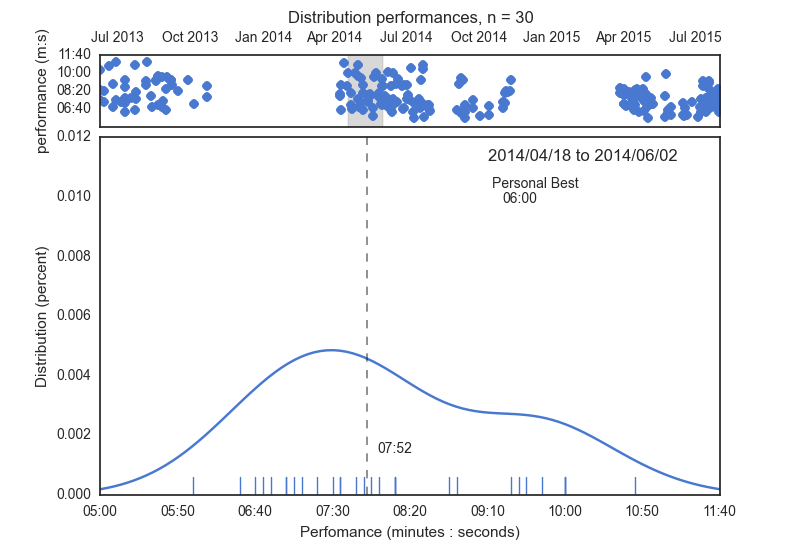 Distribution performances, n = 30
Jul 2013 Oct 2013 Jan 2014 Apr 2014 Jul 2014 Oct 2014 Jan 2015 Apr 2015 Jul 2015
performance (m:s)
11:40
10:00
08:20
06:40
Distribution (percent)
0.012
0.010
0.008
0.006
0.004
0.002
0.000
2014/04/18 to 2014/06/02
Personal Best
06:00
07:52
05:00 05:50 06:40 07:30 08:20 09:10 10:00 10:50 11:40
Perfomance (minutes : seconds)